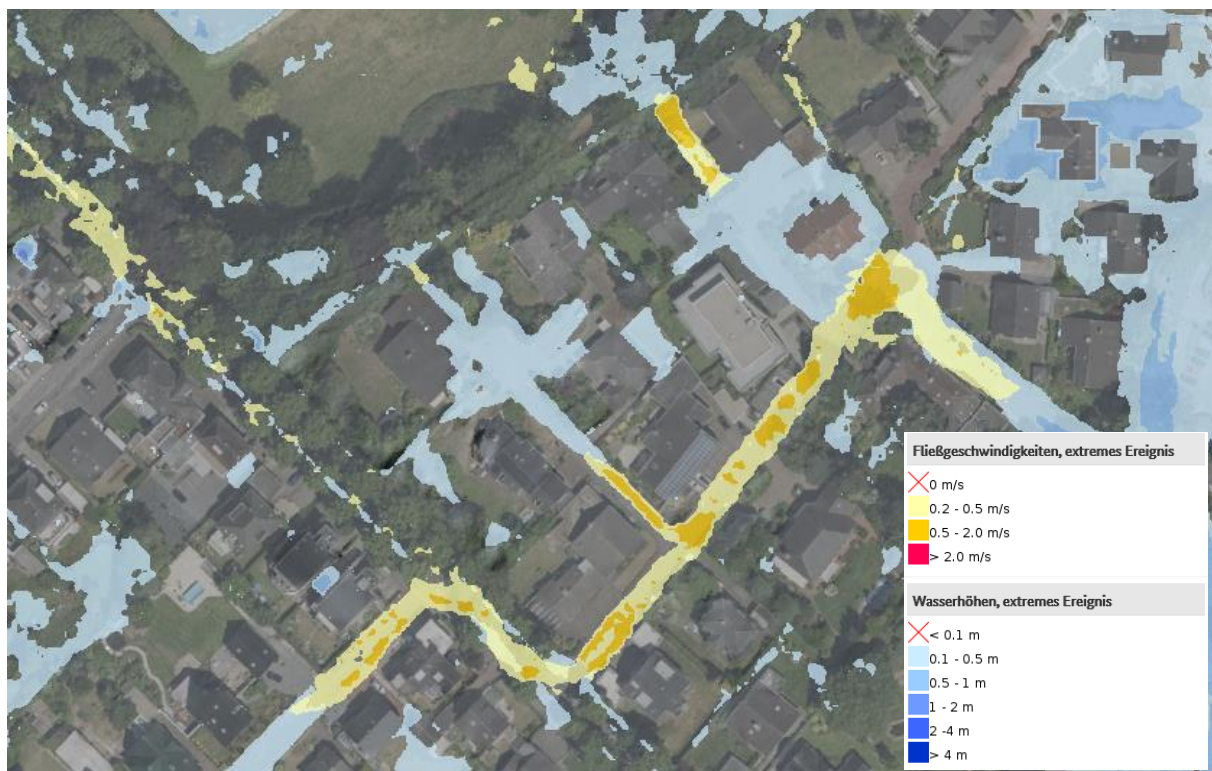 Fließgeschwindigkeiten, extremes Ereignis
0 m/s
0.2 - 0.5 m/s
0.5 - 2.0 m/s
> 2.0 m/s
Wasserhöhen, extremes Ereignis
< 0.1 m
0.1 - 0.5 m
0.5 - 1 m
1 - 2 m
2 -4 m
> 4 m